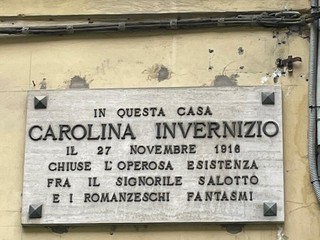 IN QUESTA CASA
CAROLINA INVERNIZIO
IL 27 NOVEMBRE 1916
CHIUSE L'OPEROSA ESISTENZA
FRA IL SIGNORILE SALOTTO
E I ROMANZESCHI FANTASMI